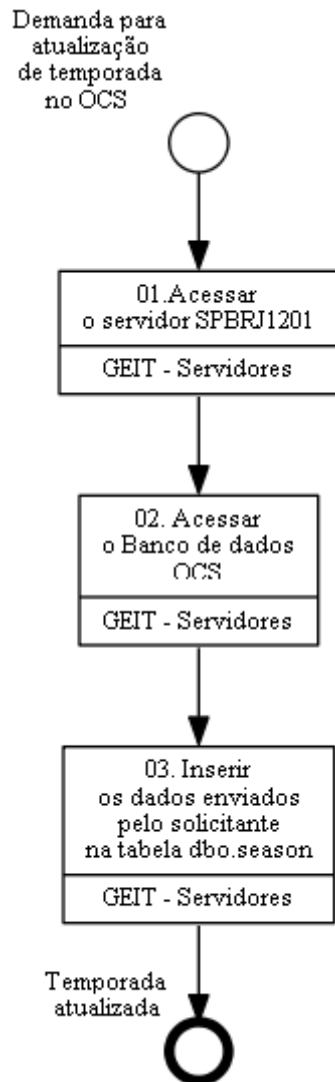 Demanda para
atualização
de temporada
no OCS
01.Acessar
o servidor SPBRJ1201
GEIT - Servidores
02. Acessar
o Banco de dados
OCS
GEIT - Servidores
03. Inserir
os dados enviados
pelo solicitante
na tabela dbo.season
GEIT - Servidores
Temporada
atualizada